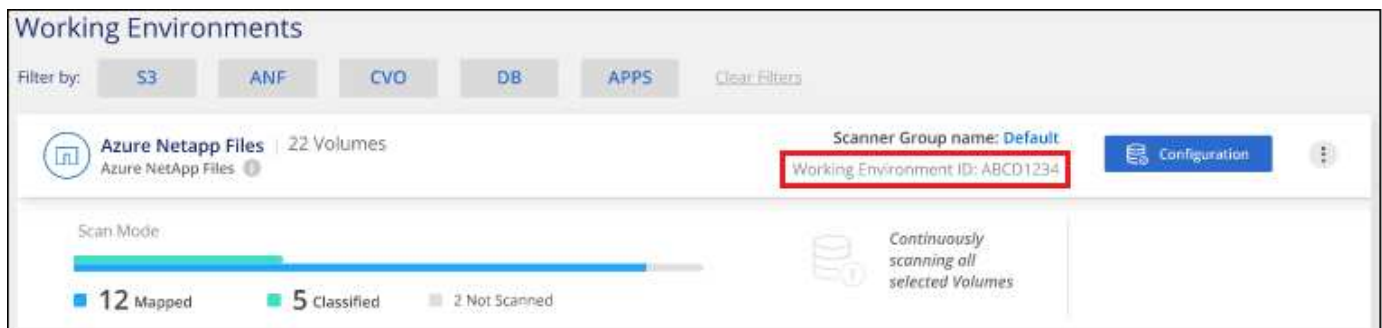 Working Environments
Filter by: S3 ANF CVO DB APPS Clear Filters
Azure Netapp Files | 22 Volumes
Azure NetApp Files
Scanner Group name: Default
Working Environment ID: ABCD1234
Configuration
Scan Mode
12 Mapped 5 Classified 2 Not Scanned
Continuously
scanning all
selected Volumes